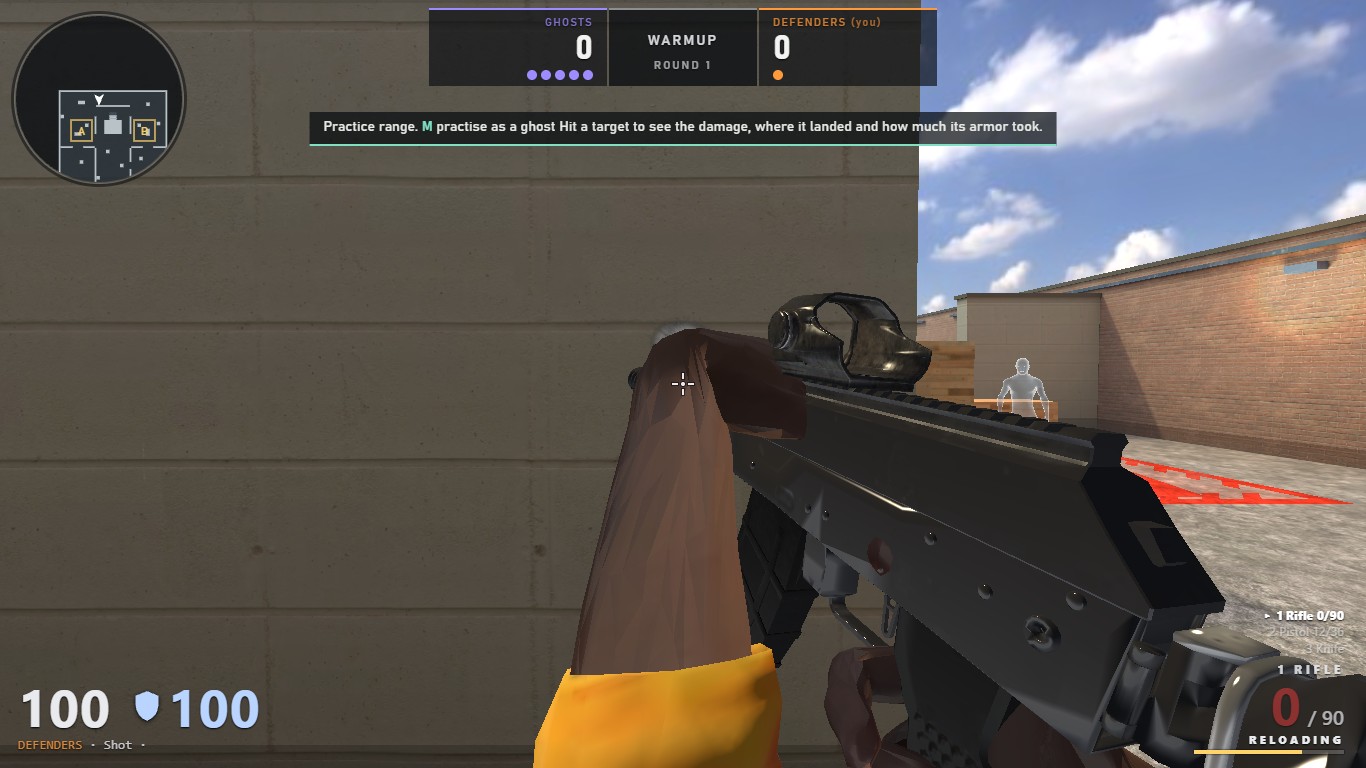 GHOSTS
0
WARMUP
ROUND 1
DEFENDERS (you)
0
A
B
Practice range. M practise as a ghost Hit a target to see the damage, where it landed and how much its armor took.
1 Rifle 0/90
2 Pistol 12/36
3 Knife
1 RIFLE
0 / 90
RELOADING
100 100
DEFENDERS · Shot ·